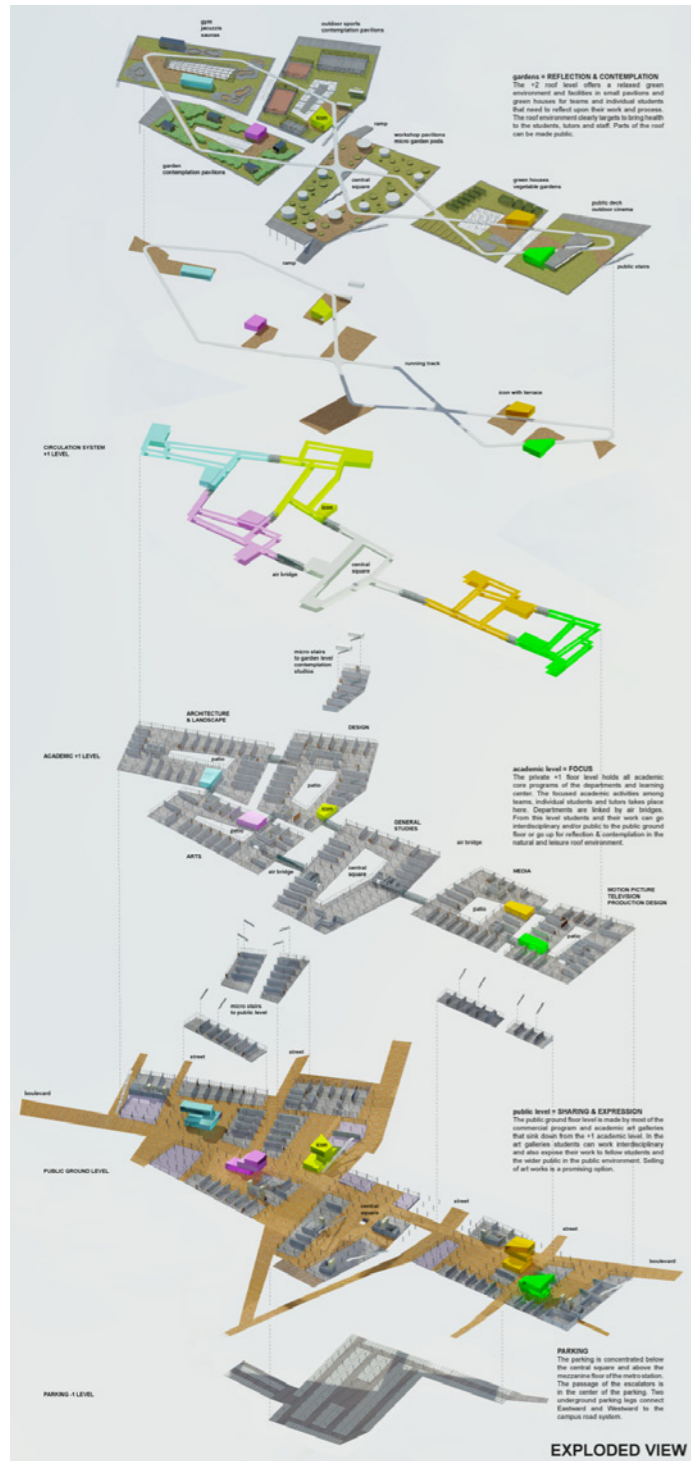 gym
jacuzzis
saunas
outdoor sports
contemplation pavilions
gardens = REFLECTION & CONTEMPLATION
The +2 roof level offers a relaxed green
environment and facilities in small pavilions and
green houses for teams and individual students
that need to reflect upon their work and process.
The roof environment clearly targets to bring health
to the students, tutors and staff. Parts of the roof
can be made public.
icon
ramp
workshop pavilions
micro garden pods
garden
contemplation pavilions
central
square
green houses
vegetable gardens
public deck
outdoor cinema
ramp
public stairs
running track
icon with terrace
CIRCULATION SYSTEM
+1 LEVEL
icon
air bridge
central
square
micro stairs
to garden level
contemplation
studios
ARCHITECTURE
& LANDSCAPE
DESIGN
ACADEMIC +1 LEVEL
patio
patio
icon
patio
GENERAL
STUDIES
ARTS
air bridge
central
square
air bridge
MEDIA
patio
patio
MOTION PICTURE
TELEVISION
PRODUCTION DESIGN
academic level = FOCUS
The private +1 floor level holds all academic
core programs of the departments and learning
center. The focused academic activities among
teams, individual students and tutors takes place
here. Departments are linked by air bridges.
From this level students and their work can go
interdisciplinary and/or public to the public ground
floor or go up for reflection & contemplation in the
natural and leisure roof environment.
micro stairs
to public level
street
street
boulevard
icon
PUBLIC GROUND LEVEL
central
square
street
street
boulevard
public level = SHARING & EXPRESSION
The public ground floor level is made by most of the
commercial program and academic art galleries
that sink down from the +1 academic level. In the
art galleries students can work interdisciplinary
and also expose their work to fellow students and
the wider public in the public environment. Selling
of art works is a promising option.
PARKING
The parking is concentrated below
the central square and above the
mezzanine floor of the metro station.
The passage of the escalators is
in the center of the parking. Two
underground parking legs connect
Eastward and Westward to the
campus road system.
PARKING -1 LEVEL
EXPLODED VIEW